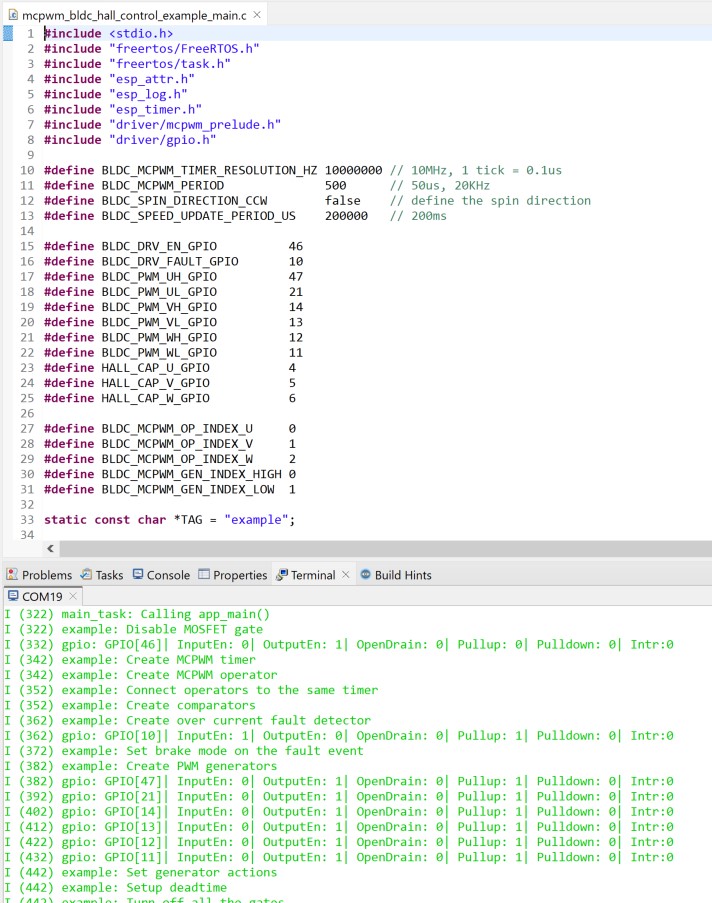 mcpwm_bldc_hall_control_example_main.c
1 #include <stdio.h>
2 #include "freertos/FreeRTOS.h"
3 #include "freertos/task.h"
4 #include "esp_attr.h"
5 #include "esp_log.h"
6 #include "esp_timer.h"
7 #include "driver/mcpwm_prelude.h"
8 #include "driver/gpio.h"
9
10 #define BLDC_MCPWM_TIMER_RESOLUTION_HZ 10000000 // 10MHz, 1 tick = 0.1us
11 #define BLDC_MCPWM_PERIOD 500 // 50us, 20KHz
12 #define BLDC_SPIN_DIRECTION_CCW false // define the spin direction
13 #define BLDC_SPEED_UPDATE_PERIOD_US 200000 // 200ms
14
15 #define BLDC_DRV_EN_GPIO 46
16 #define BLDC_DRV_FAULT_GPIO 10
17 #define BLDC_PWM_UH_GPIO 47
18 #define BLDC_PWM_UL_GPIO 21
19 #define BLDC_PWM_VH_GPIO 14
20 #define BLDC_PWM_VL_GPIO 13
21 #define BLDC_PWM_WH_GPIO 12
22 #define BLDC_PWM_WL_GPIO 11
23 #define HALL_CAP_U_GPIO 4
24 #define HALL_CAP_V_GPIO 5
25 #define HALL_CAP_W_GPIO 6
26
27 #define BLDC_MCPWM_OP_INDEX_U 0
28 #define BLDC_MCPWM_OP_INDEX_V 1
29 #define BLDC_MCPWM_OP_INDEX_W 2
30 #define BLDC_MCPWM_GEN_INDEX_HIGH 0
31 #define BLDC_MCPWM_GEN_INDEX_LOW 1
32
33 static const char *TAG = "example";
34
Problems Tasks Console Properties Terminal Build Hints
COM19
I (322) main_task: Calling app_main()
I (322) example: Disable MOSFET gate
I (332) gpio: GPIO[46]| InputEn: 0| OutputEn: 1| OpenDrain: 0| Pullup: 0| Pulldown: 0| Intr:0
I (342) example: Create MCPWM timer
I (342) example: Create MCPWM operator
I (352) example: Connect operators to the same timer
I (352) example: Create comparators
I (362) example: Create over current fault detector
I (362) gpio: GPIO[10]| InputEn: 1| OutputEn: 0| OpenDrain: 0| Pullup: 1| Pulldown: 0| Intr:0
I (372) example: Set brake mode on the fault event
I (382) example: Create PWM generators
I (382) gpio: GPIO[47]| InputEn: 0| OutputEn: 1| OpenDrain: 0| Pullup: 1| Pulldown: 0| Intr:0
I (392) gpio: GPIO[21]| InputEn: 0| OutputEn: 1| OpenDrain: 0| Pullup: 1| Pulldown: 0| Intr:0
I (402) gpio: GPIO[14]| InputEn: 0| OutputEn: 1| OpenDrain: 0| Pullup: 1| Pulldown: 0| Intr:0
I (412) gpio: GPIO[13]| InputEn: 0| OutputEn: 1| OpenDrain: 0| Pullup: 1| Pulldown: 0| Intr:0
I (422) gpio: GPIO[12]| InputEn: 0| OutputEn: 1| OpenDrain: 0| Pullup: 1| Pulldown: 0| Intr:0
I (432) gpio: GPIO[11]| InputEn: 0| OutputEn: 1| OpenDrain: 0| Pullup: 1| Pulldown: 0| Intr:0
I (442) example: Set generator actions
I (442) example: Setup deadtime
I (442) example: Turn off all the gates